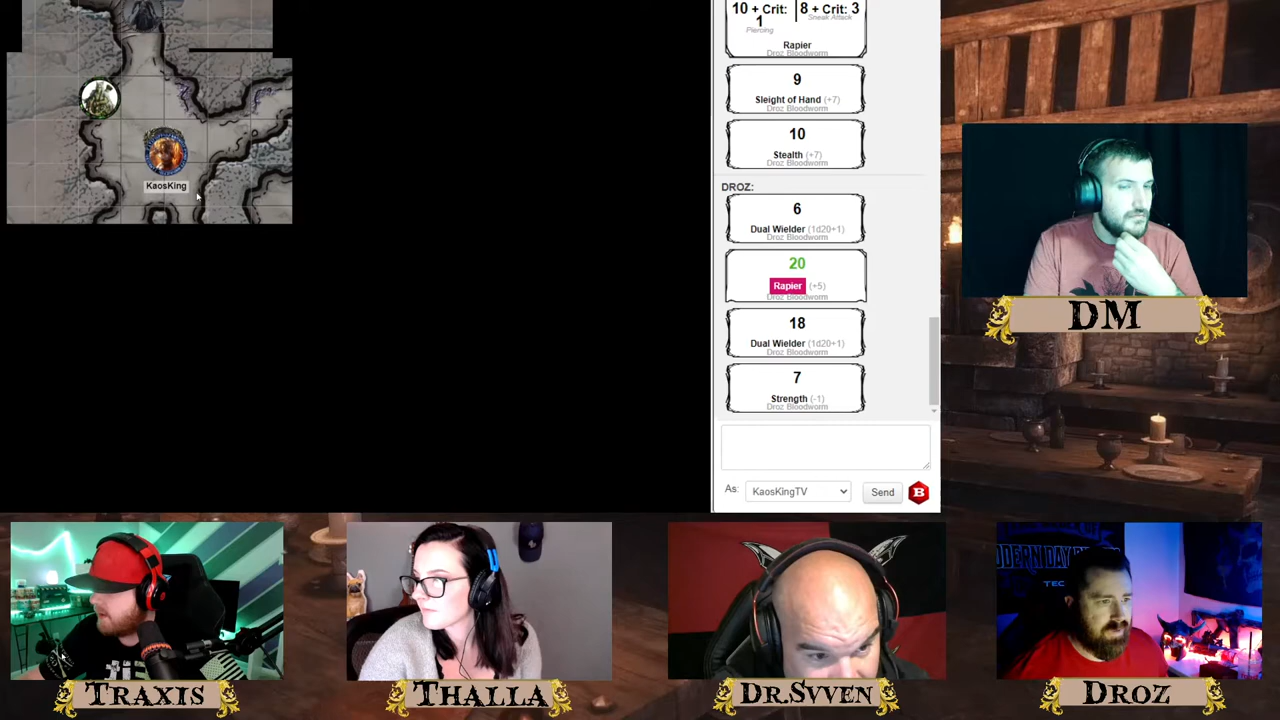 KaosKing
10 + Crit: 1
Piercing
8 + Crit: 3
Sneak Attack
Rapier
Droz Bloodworm
9
Sleight of Hand (+7)
Droz Bloodworm
10
Stealth (+7)
Droz Bloodworm
DROZ:
6
Dual Wielder (1d20+1)
Droz Bloodworm
20
Rapier (+5)
Droz Bloodworm
18
Dual Wielder (1d20+1)
Droz Bloodworm
7
Strength (-1)
Droz Bloodworm
As: KaosKingTV Send B
DM
TEC
TRAXIS
THALLA
DR.SVVEN
DROZ